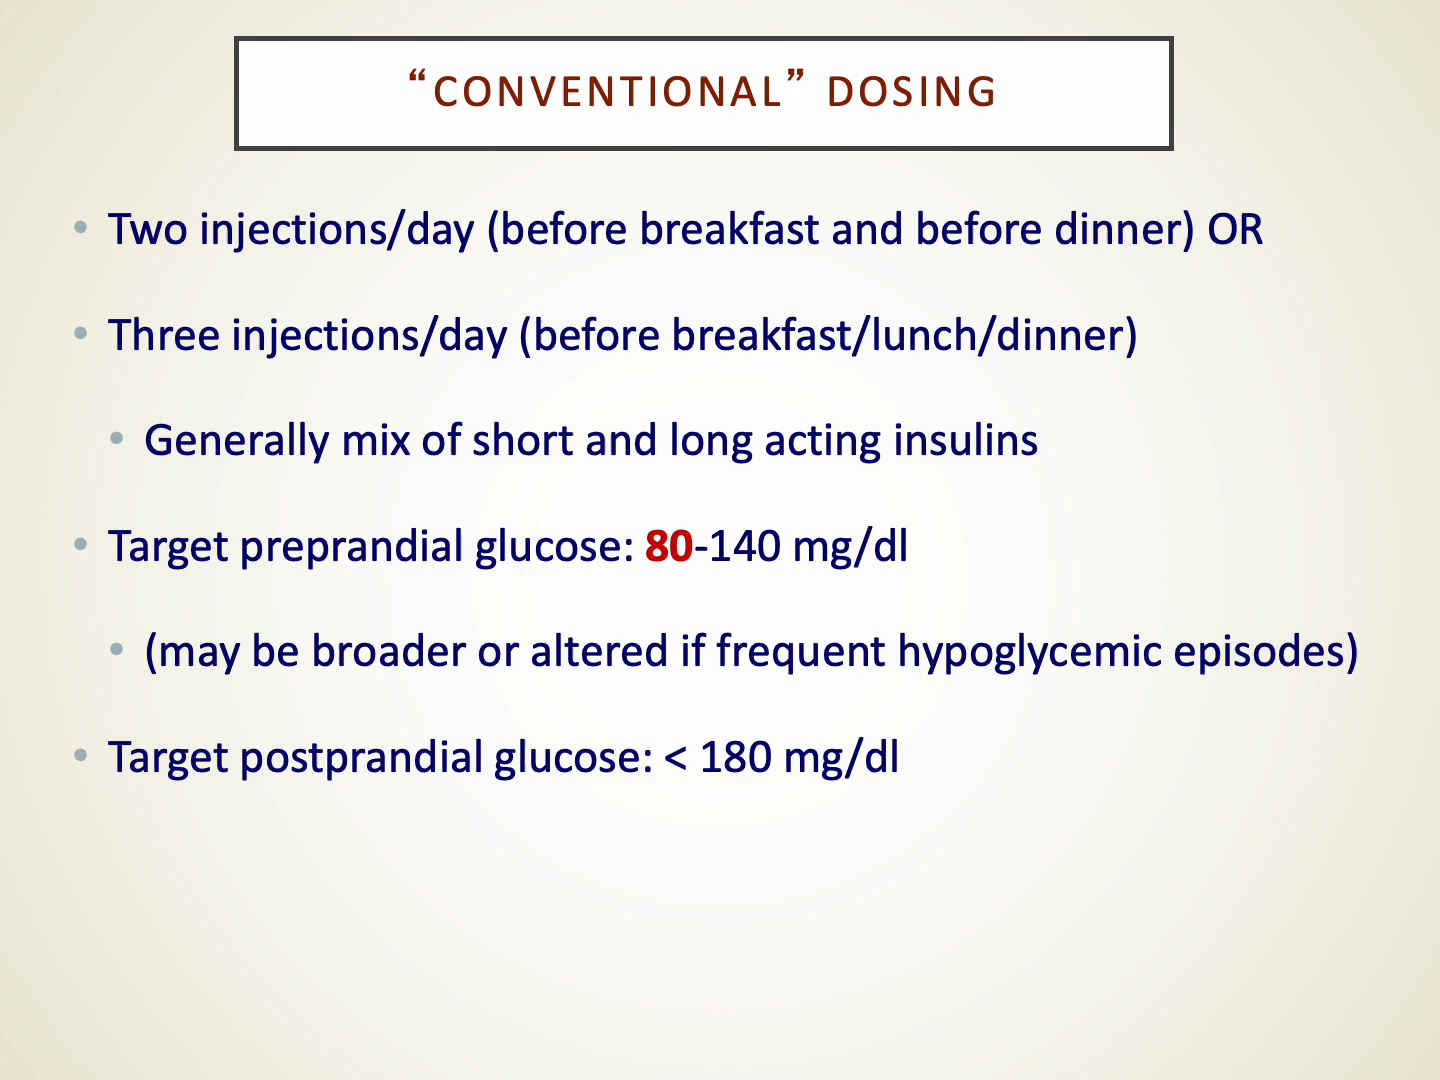 “CONVENTIONAL” DOSING
• Two injections/day (before breakfast and before dinner) OR
• Three injections/day (before breakfast/lunch/dinner)
• Generally mix of short and long acting insulins
• Target preprandial glucose: 80-140 mg/dl
• (may be broader or altered if frequent hypoglycemic episodes)
• Target postprandial glucose: < 180 mg/dl